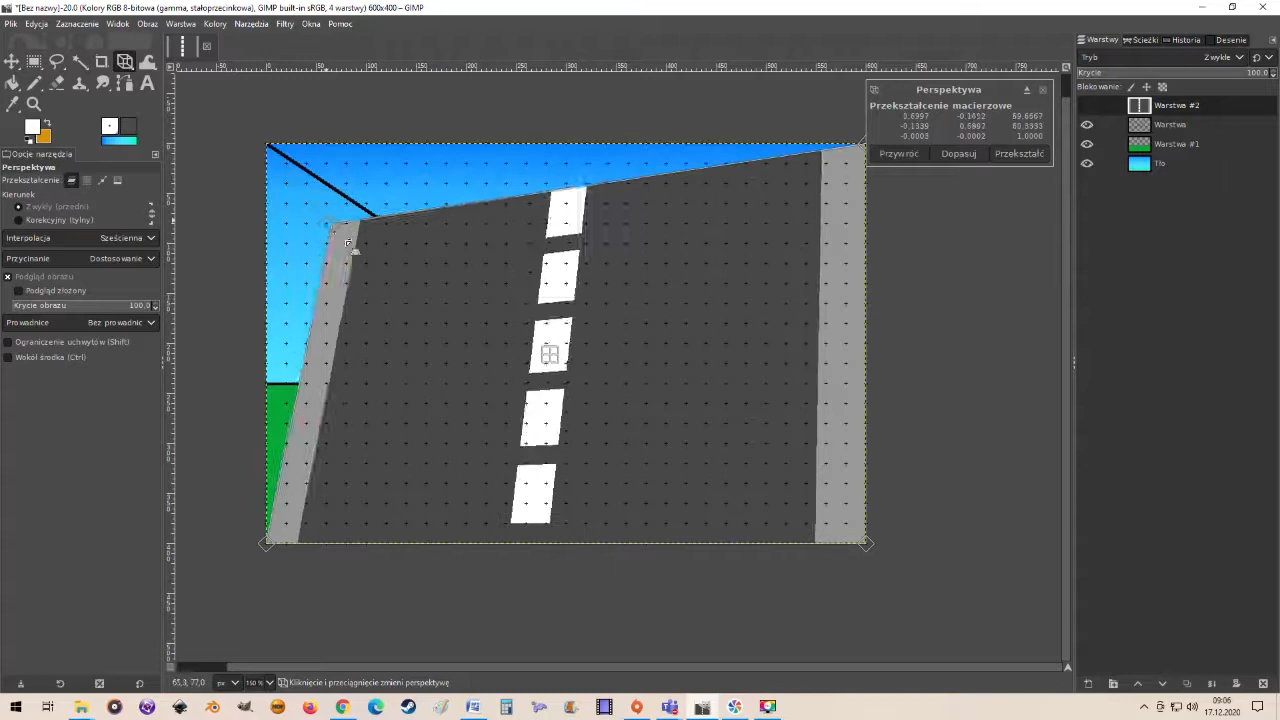 *[Bez nazwy]-20.0 (Kolory RGB 8-bitowa (gamma, stałoprzecinkowa), GIMP built-in sRGB, 4 warstwy) 600x400 – GIMP
Plik Edycja Zaznaczenie Widok Obraz Warstwa Kolory Narzędzia Filtry Okna Pomoc
Warstwy Ścieżki Historia Desenie
Tryb Zwykłe
Krycie 100,0
Blokowanie:
Warstwa #2
Warstwa
Warstwa #1
Tło
Opcje narzędzia
Perspektywa
Przekształcenie:
Kierunek
Zwykły (przedni)
Korekcyjny (tylny)
Interpolacja Sześcienna
Przycinanie Dostosowanie
Podgląd obrazu
Podgląd złożony
Krycie obrazu 100,0
Prowadnice Bez prowadnic
Ograniczenie uchwytów (Shift)
Wokół środka (Ctrl)
Perspektywa
Przekształcenie macierzowe
Przywróć Dopasuj Przekształć
65,3, 77,0 px 150 % Kliknięcie i przeciągnięcie zmieni perspektywę
09:06
17.12.2020